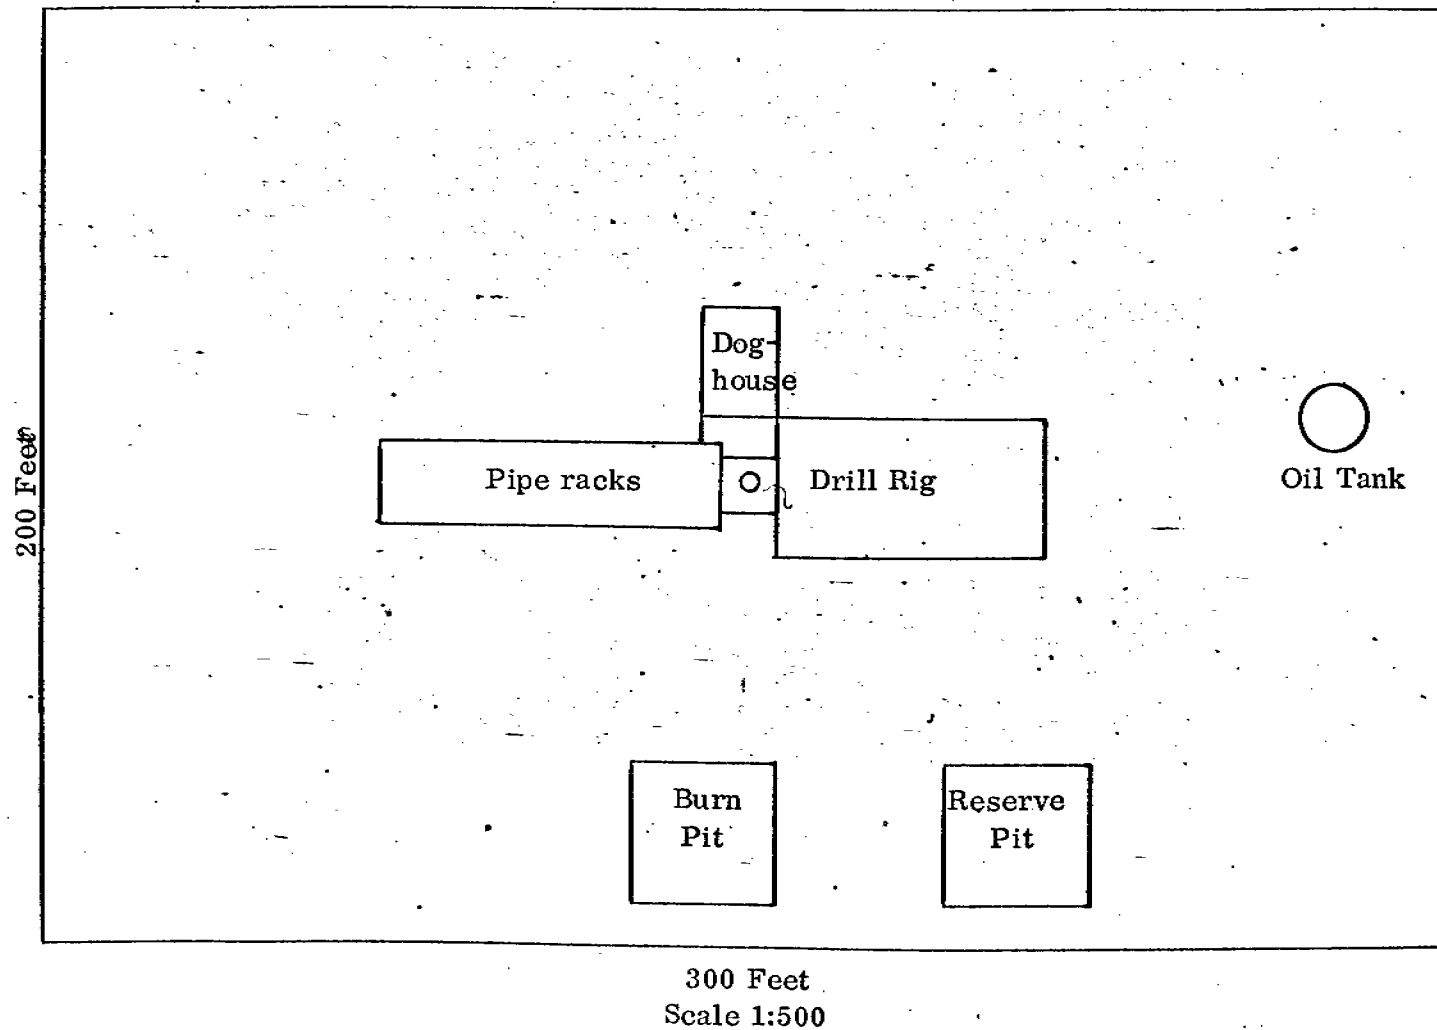 Dog-
house
Pipe racks
Drill Rig
Oil Tank
200 Feet
Burn
Pit
Reserve
Pit
300 Feet
Scale 1:500